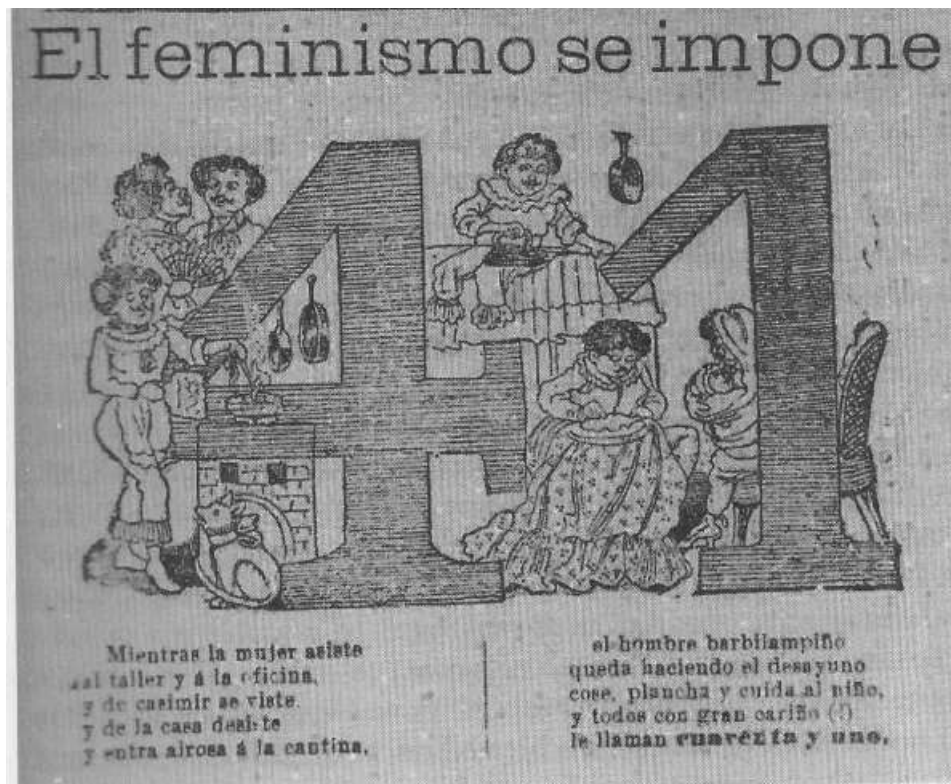 El feminismo se impone
41
Mientras la mujer asiste
al taller y á la oficina,
y de casimir se viste
y de la casa desiste
y entra airosa á la cantina,
el hombre barbilampiño
queda haciendo el desayuno
cose, plancha y cuida al niño,
y todos con gran cariño (?)
le llaman cuarenta y uno.